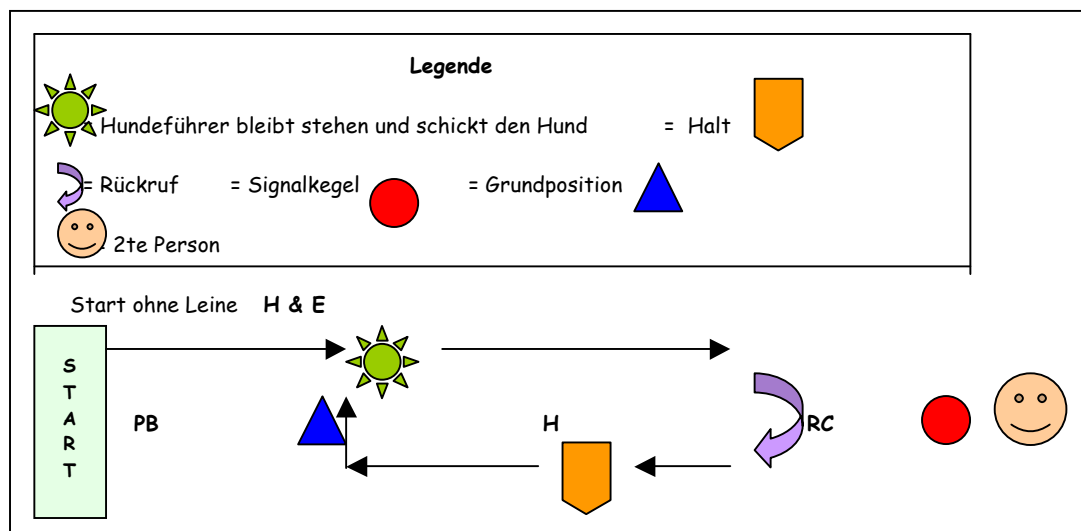 Legende
= Hundeführer bleibt stehen und schickt den Hund = Halt
= Rückruf = Signalkegel = Grundposition
= 2te Person
Start ohne Leine H & E
START
PB H RC